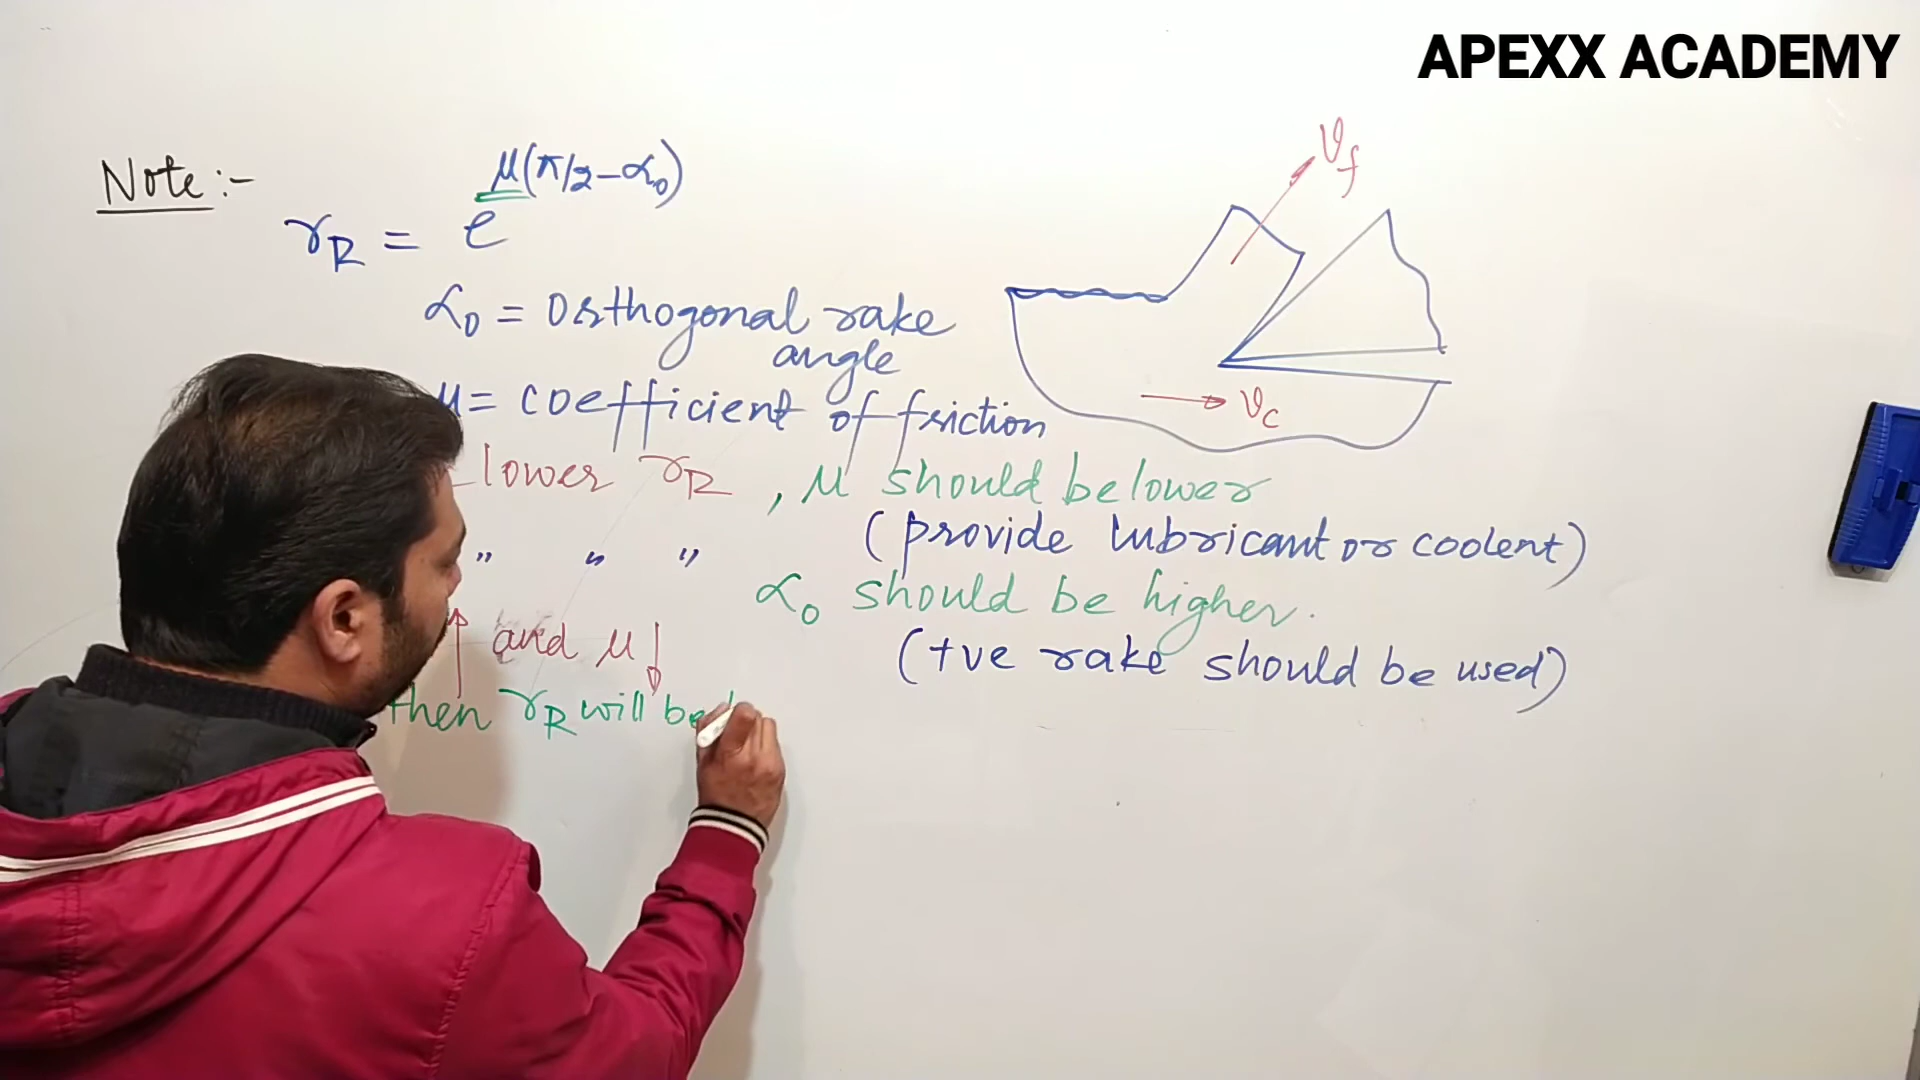 APEXX ACADEMY
Note :-
γR = e^μ(π/2-α0)
α0 = Orthogonal rake
angle
μ = coefficient of friction
lower γR , μ should be lower
(provide lubricant or coolent)
" " " α0 should be higher.
(+ve rake should be used)
↑ and μ↓
then γR will be
Vf
Vc